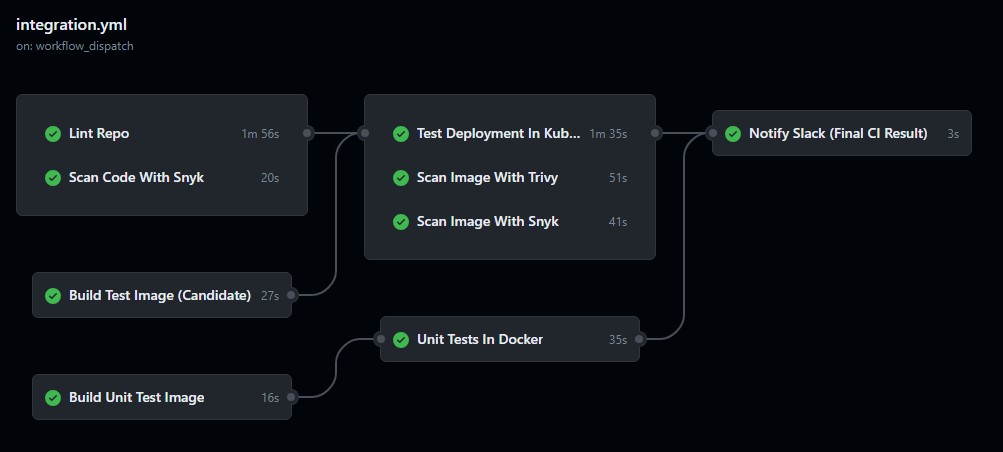 integration.yml
on: workflow_dispatch
Lint Repo 1m 56s
Scan Code With Snyk 20s
Build Test Image (Candidate) 27s
Build Unit Test Image 16s
Test Deployment In Kub... 1m 35s
Scan Image With Trivy 51s
Scan Image With Snyk 41s
Unit Tests In Docker 35s
Notify Slack (Final CI Result) 3s